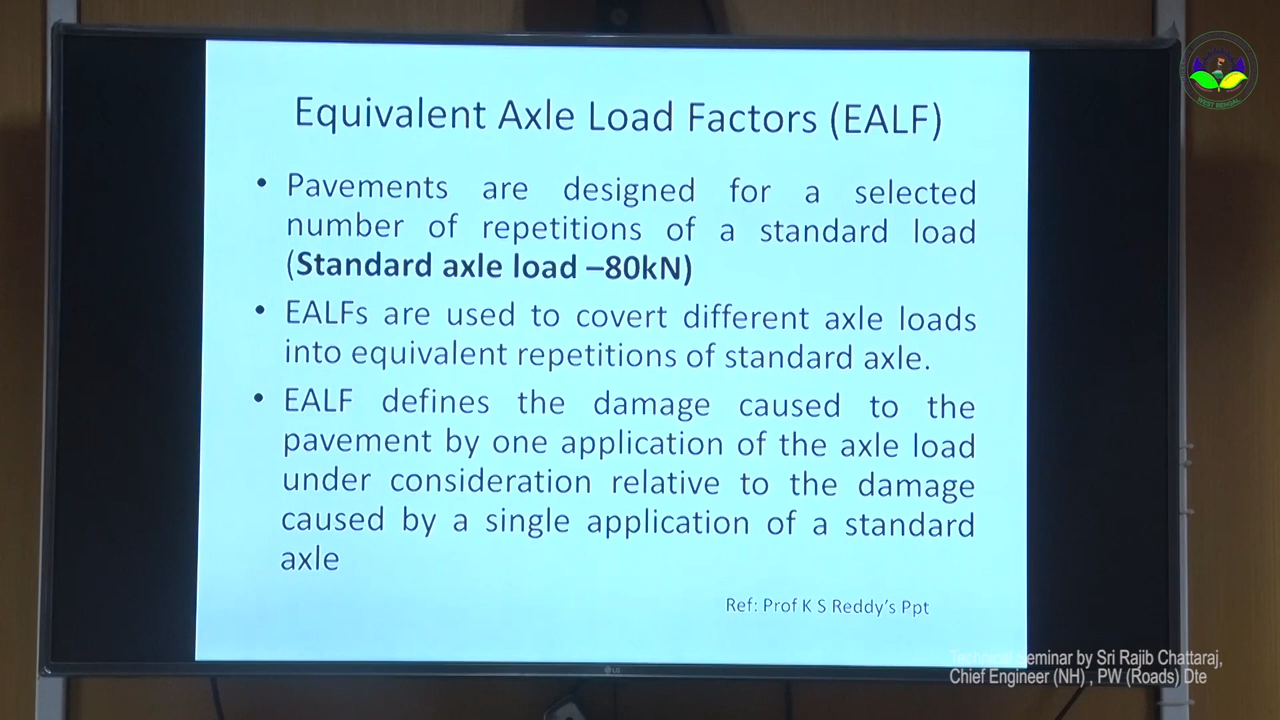 Equivalent Axle Load Factors (EALF)
• Pavements are designed for a selected
number of repetitions of a standard load
(Standard axle load –80kN)
• EALFs are used to covert different axle loads
into equivalent repetitions of standard axle.
• EALF defines the damage caused to the
pavement by one application of the axle load
under consideration relative to the damage
caused by a single application of a standard
axle
Ref: Prof K S Reddy's Ppt
LG
WEST BENGAL
Technical Seminar by Sri Rajib Chattaraj,
Chief Engineer (NH) , PW (Roads) Dte